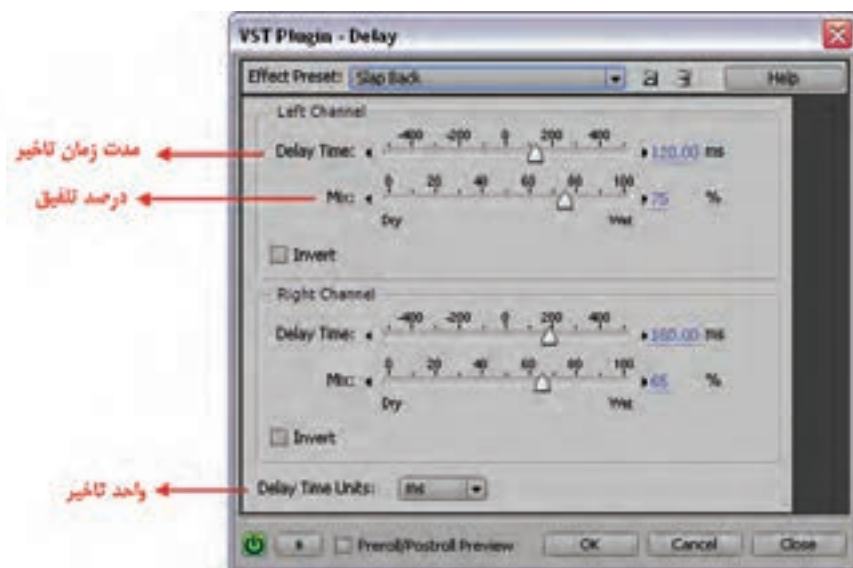 VST Plugin - Delay
Effect Preset: Slap Back Help
Left Channel
-400 -200 0 200 400
مدت زمان تاخیر Delay Time: 120.00 ms
0 20 40 60 80 100
درصد تلفیق Mix: 75 %
Dry Wet
Invert
Right Channel
-400 -200 0 200 400
Delay Time: ms
0 20 40 60 80 100
Mix: 65 %
Dry Wet
Invert
واحد تاخیر Delay Time Units: ms
Preroll/Postroll Preview OK Cancel Close